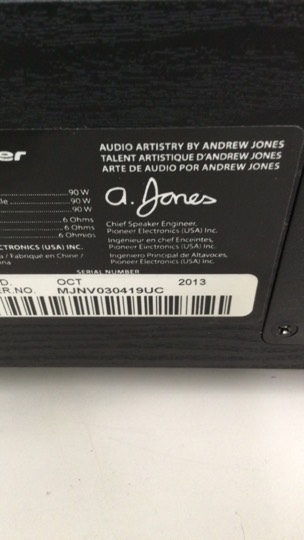 AUDIO ARTISTRY BY ANDREW JONES
TALENT ARTISTIQUE D'ANDREW JONES
ARTE DE AUDIO POR ANDREW JONES
90 W
90 W
90 W
6 Ohms
6 Ohms
6 Ohmios
a. Jones
Chief Speaker Engineer,
Pioneer Electronics (USA) Inc.
Ingénieur en chef Enceintes,
Pioneer Electronics (USA) Inc.
Ingeniero Principal de Altavoces,
Pioneer Electronics (USA) Inc.
(USA) INC.
/ Fabriqué en Chine /
SERIAL NUMBER
OCT 2013
MJNV030419UC